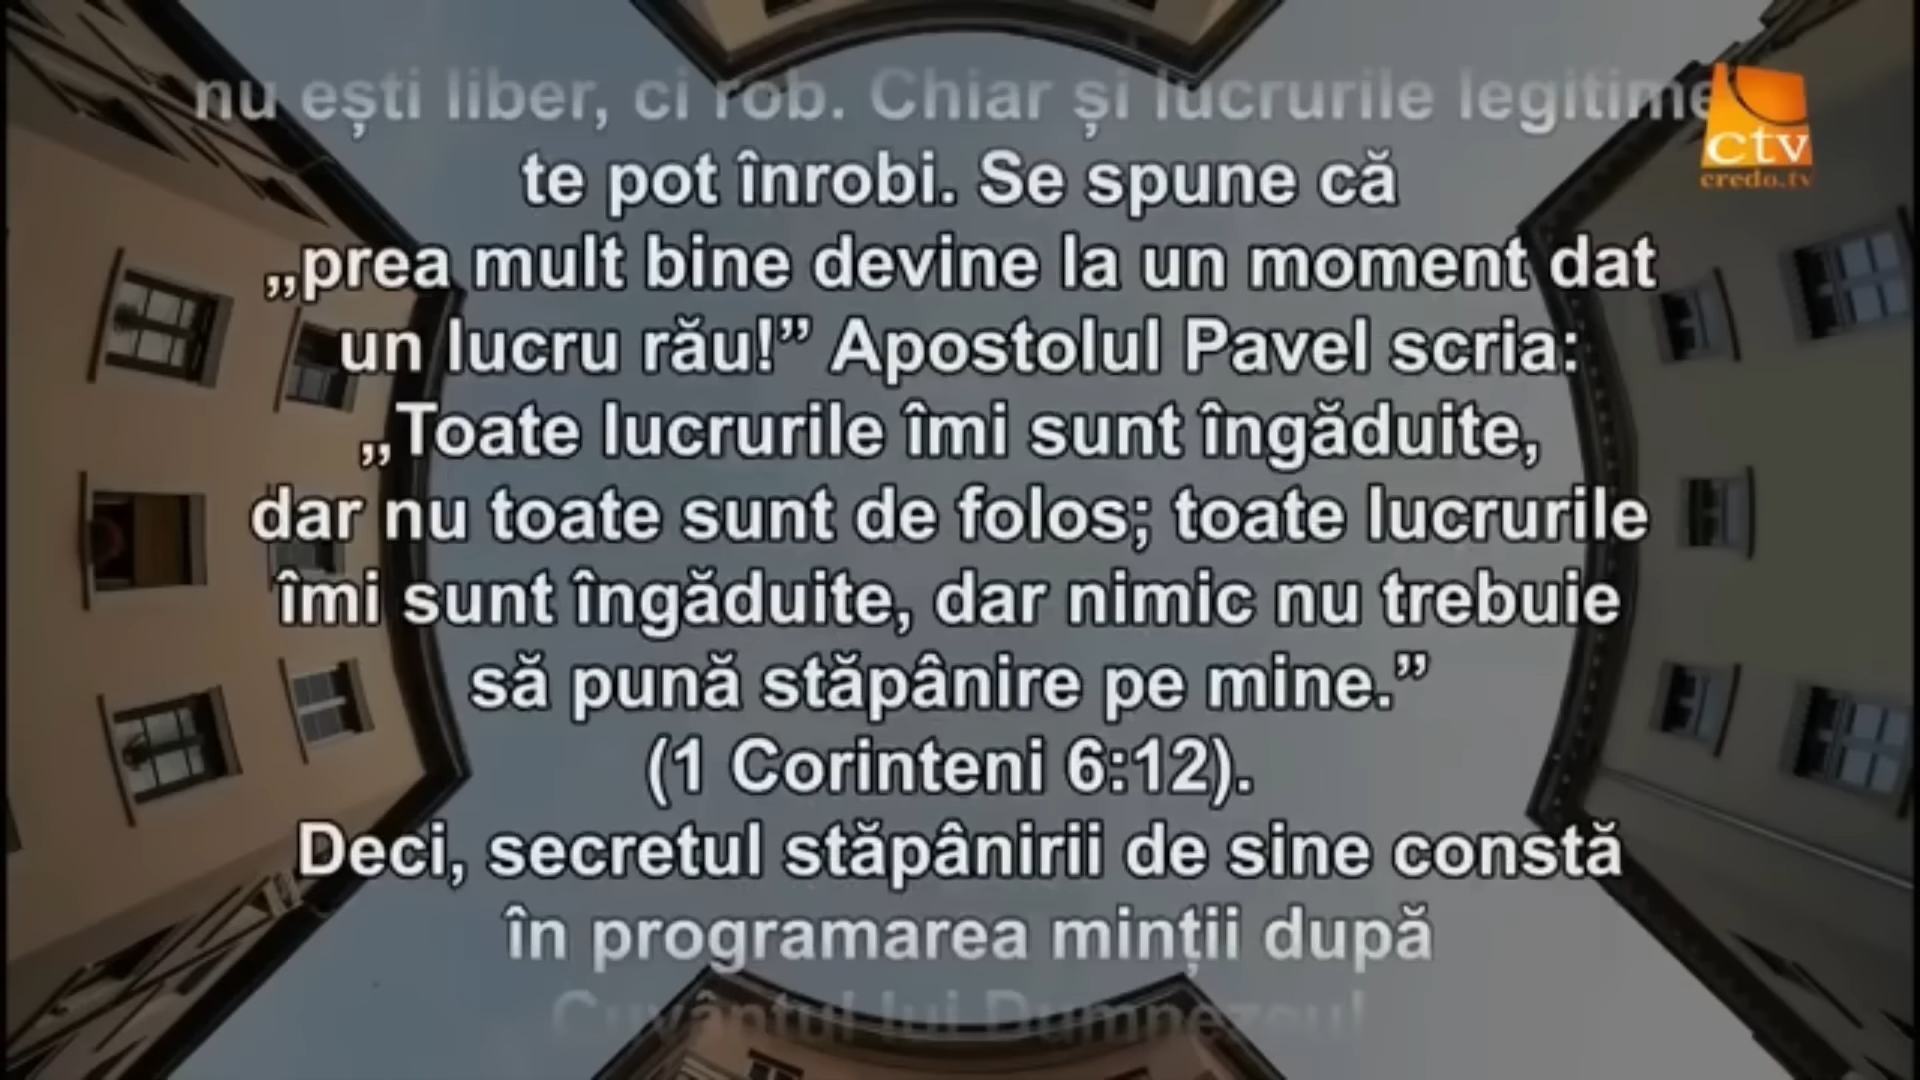 nu ești liber, ci rob. Chiar și lucrurile legitime
te pot înrobi. Se spune că
„prea mult bine devine la un moment dat
un lucru rău!” Apostolul Pavel scria:
„Toate lucrurile îmi sunt îngăduite,
dar nu toate sunt de folos; toate lucrurile
îmi sunt îngăduite, dar nimic nu trebuie
să pună stăpânire pe mine.”
(1 Corinteni 6:12).
Deci, secretul stăpânirii de sine constă
în programarea minții după
Cuvântul lui Dumnezeu!
ctv
credo.tv